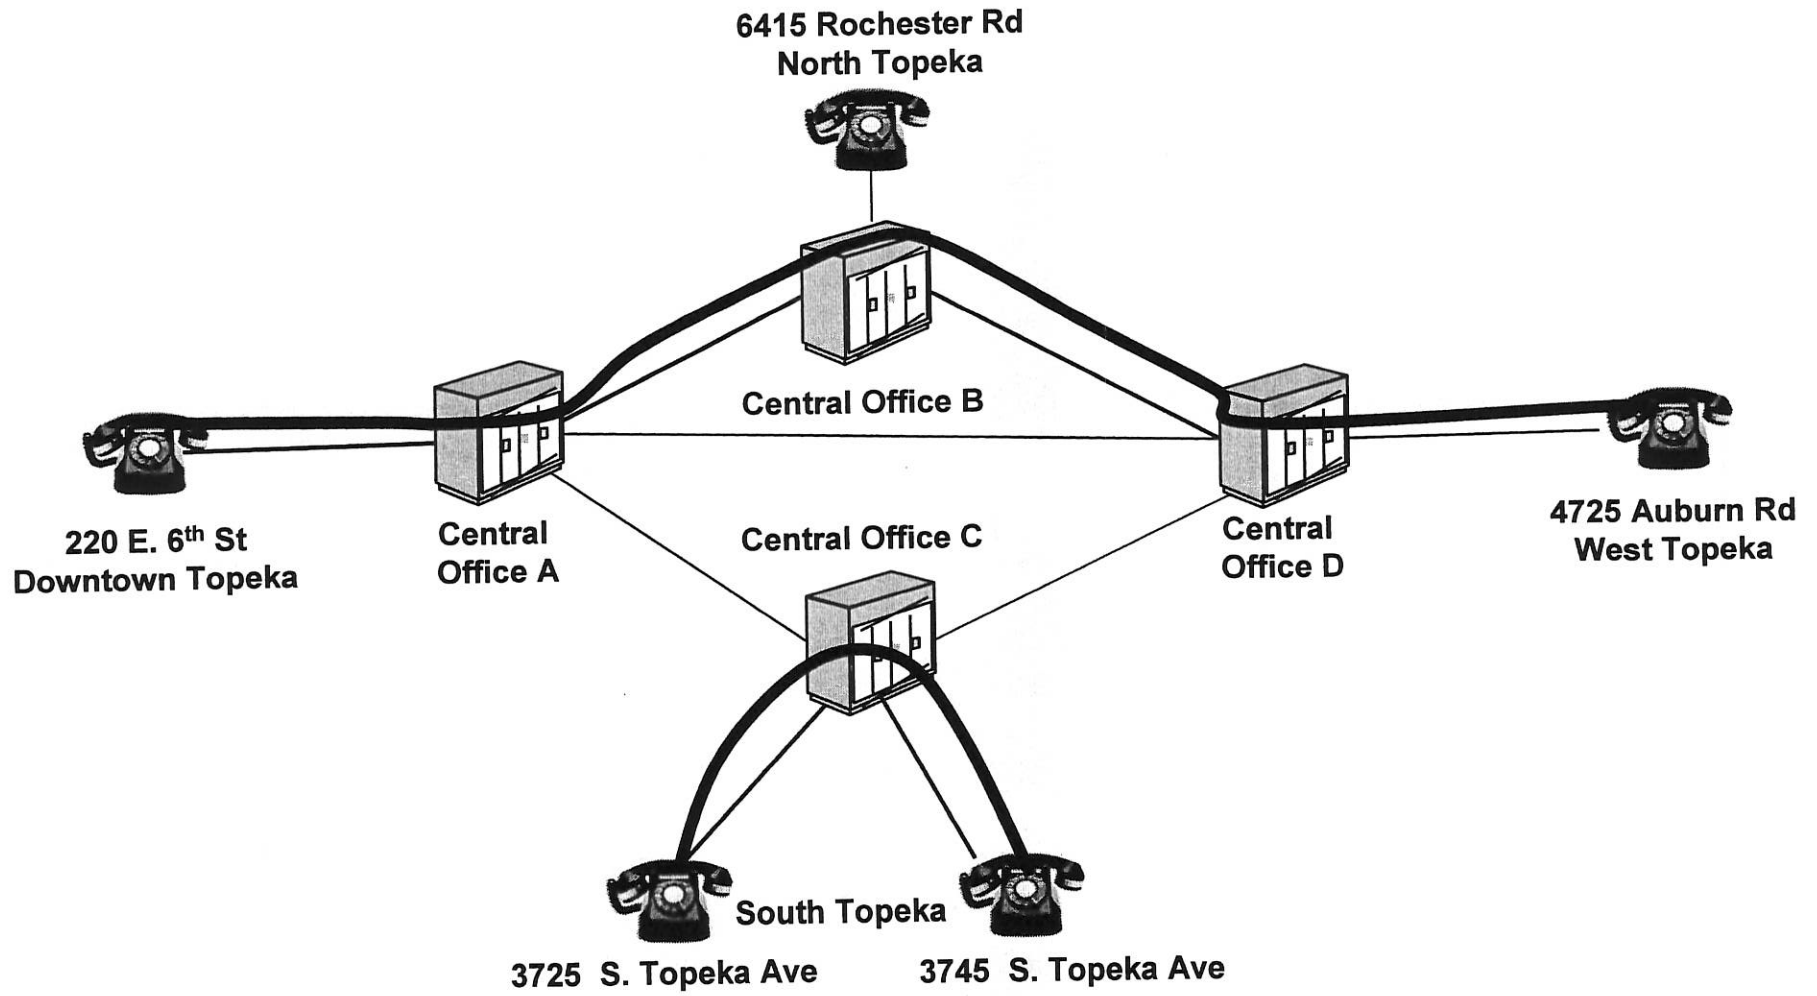 6415 Rochester Rd
North Topeka
Central Office B
220 E. 6th St
Downtown Topeka
Central
Office A
Central Office C
Central
Office D
4725 Auburn Rd
West Topeka
South Topeka
3725 S. Topeka Ave
3745 S. Topeka Ave